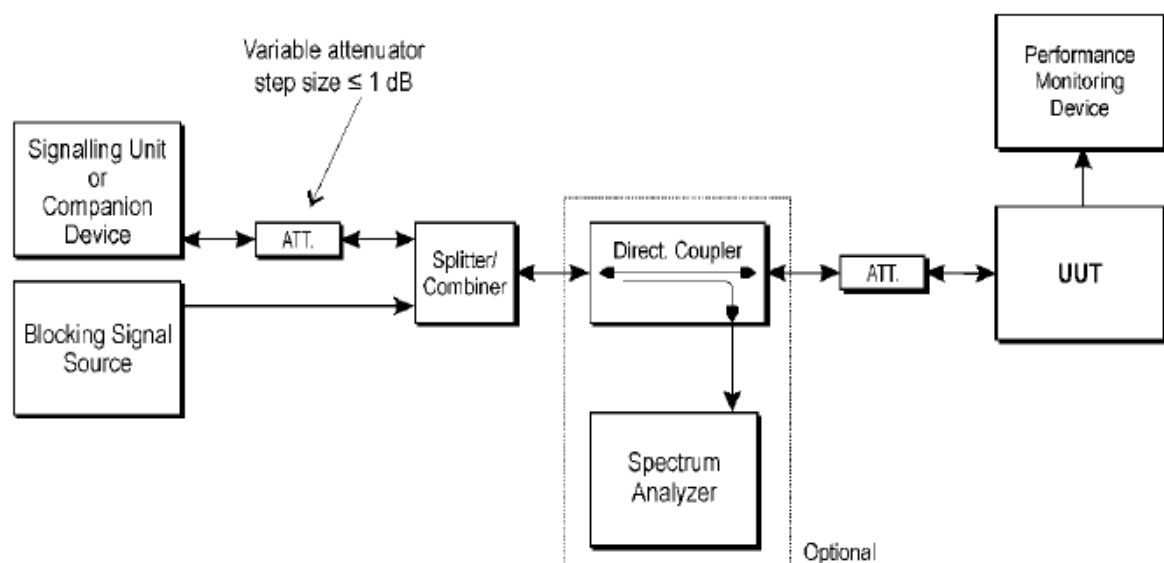 Variable attenuator
step size ≤ 1 dB
Performance
Monitoring
Device
Signalling Unit
or
Companion
Device
ATT.
Splitter/
Combiner
Direct. Coupler
ATT.
UUT
Blocking Signal
Source
Spectrum
Analyzer
Optional